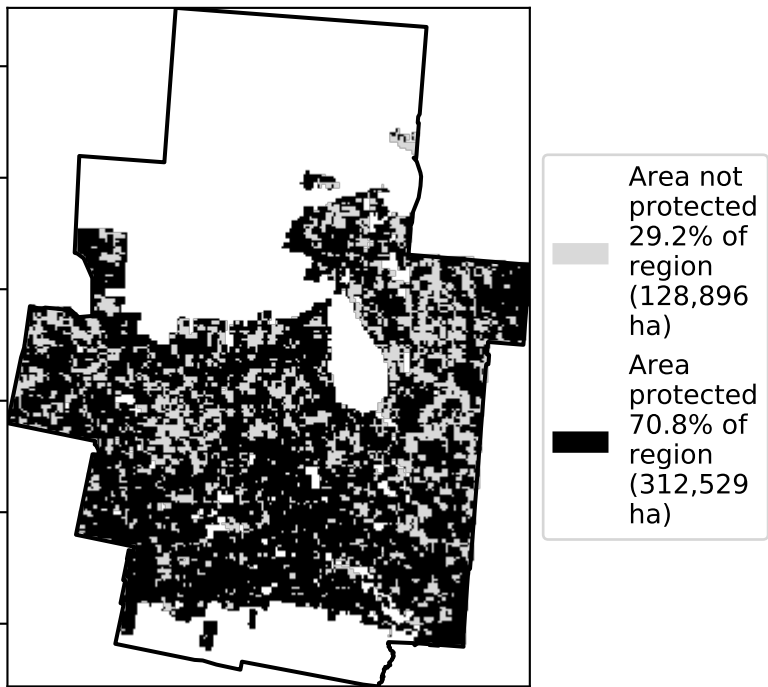 Area not
protected
29.2% of
region
(128,896
ha)
Area
protected
70.8% of
region
(312,529
ha)